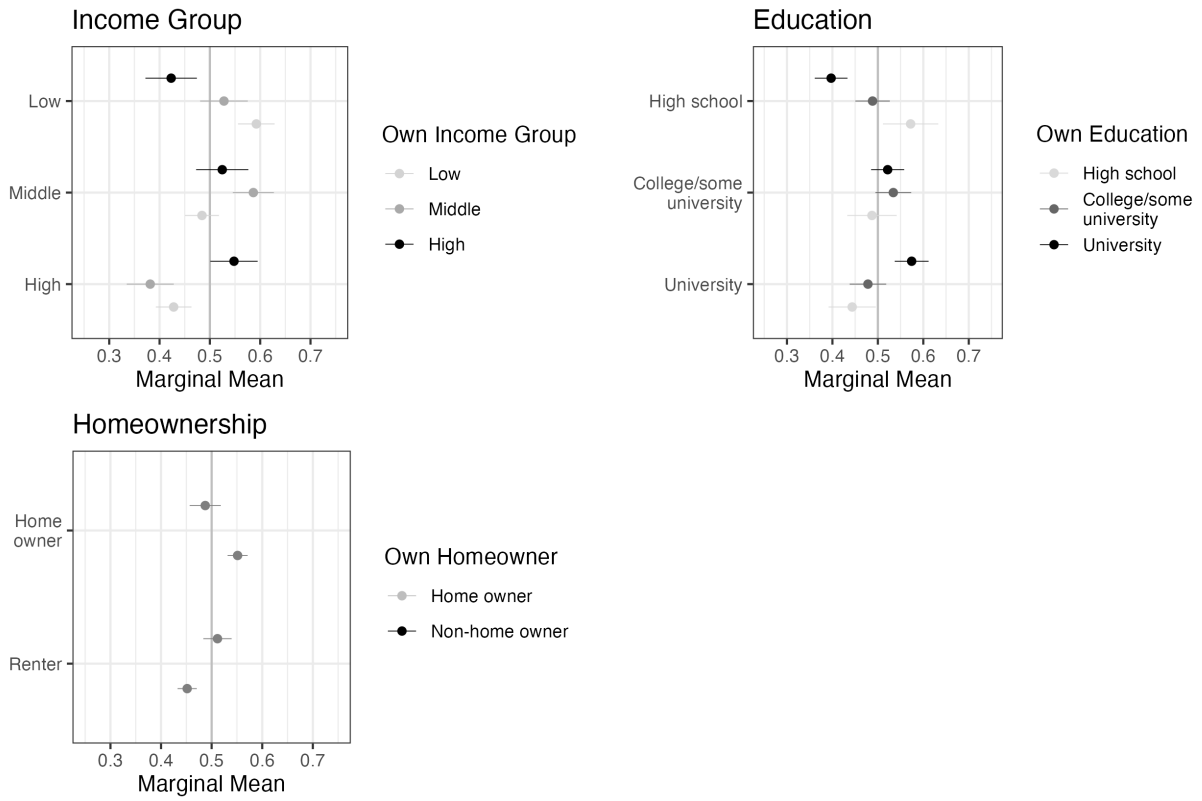 Income Group
Low
Middle
High
0.3 0.4 0.5 0.6 0.7
Marginal Mean
Own Income Group
Low
Middle
High
Education
High school
College/some
university
University
0.3 0.4 0.5 0.6 0.7
Marginal Mean
Own Education
High school
College/some
university
University
Homeownership
Home
owner
Renter
0.3 0.4 0.5 0.6 0.7
Marginal Mean
Own Homeowner
Home owner
Non-home owner